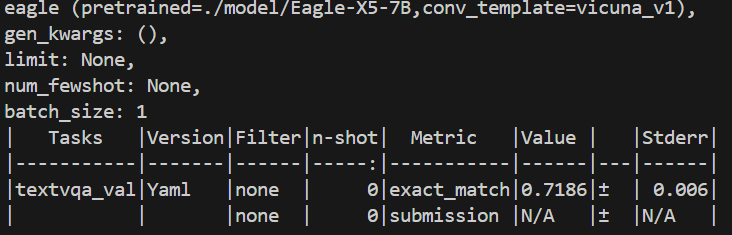 eagle (pretrained=./model/Eagle-X5-7B,conv_template=vicuna_v1),
gen_kwargs: (),
limit: None,
num_fewshot: None,
batch_size: 1
|   Tasks   |Version|Filter|n-shot|  Metric   |Value |   |Stderr|
|-----------|-------|------|-----:|-----------|------|---|------|
|textvqa_val|Yaml   |none  |     0|exact_match|0.7186|±  | 0.006|
|           |       |none  |     0|submission |N/A   |±  |N/A   |